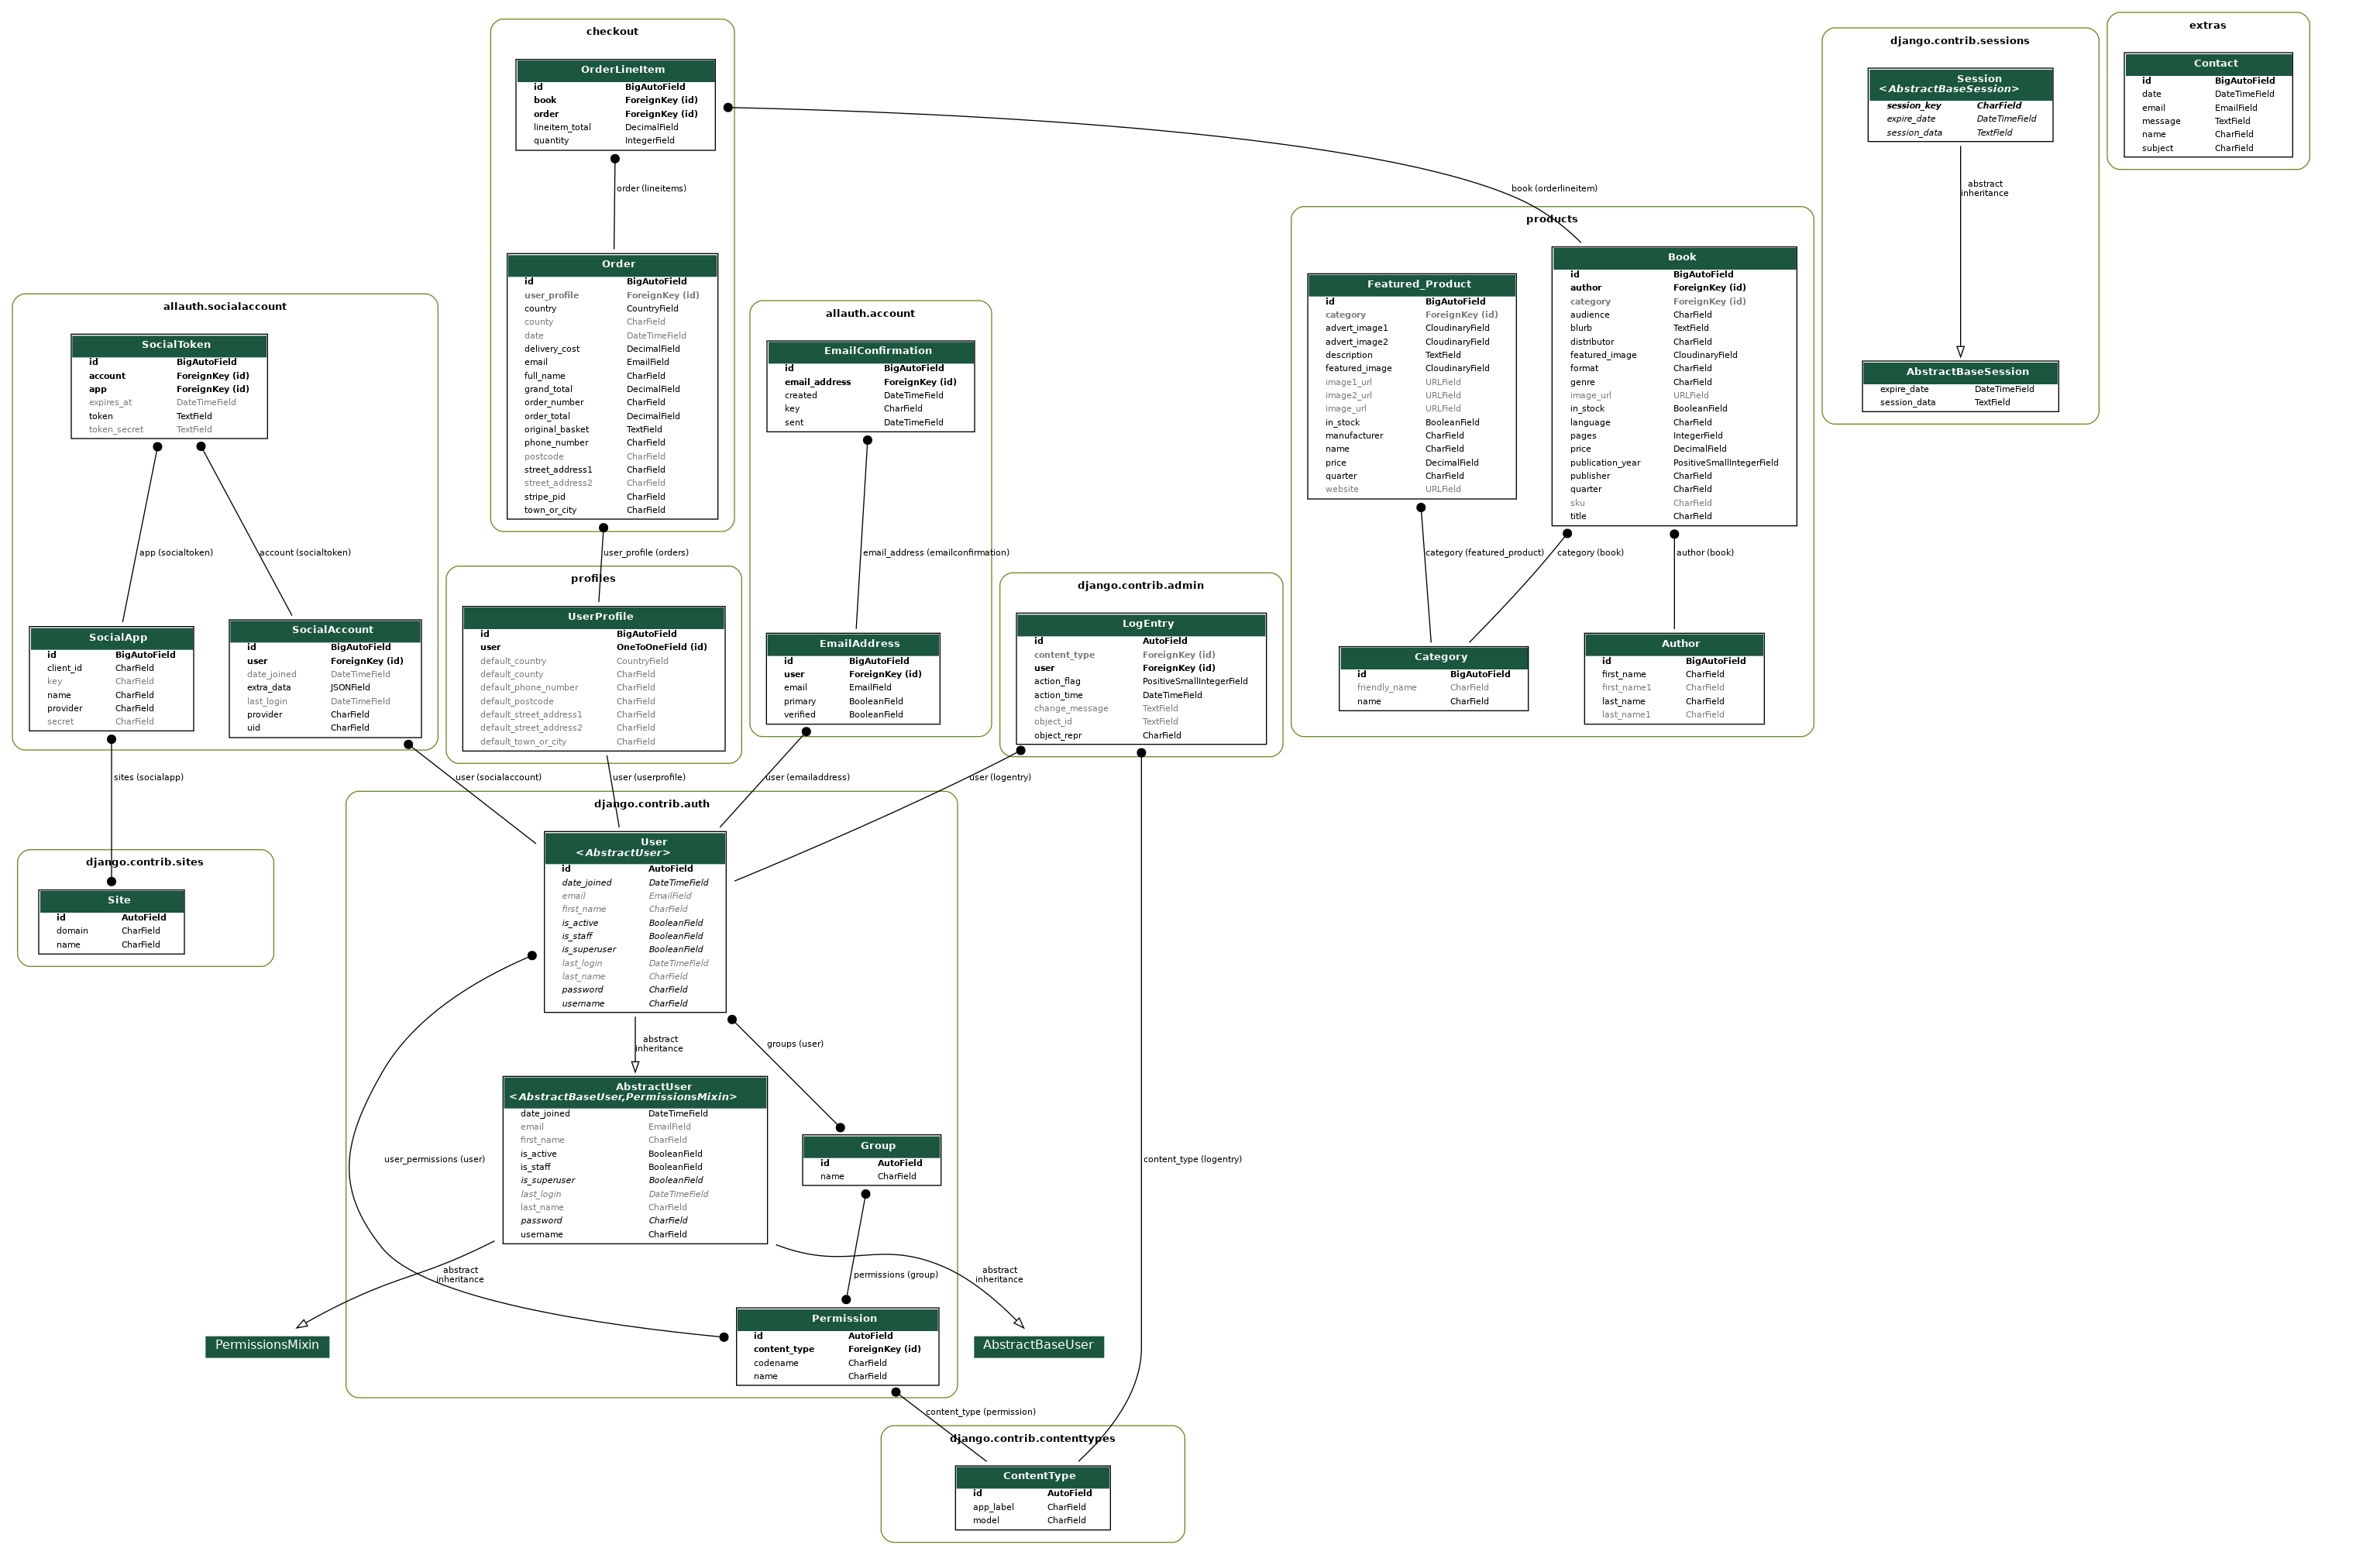 checkout
OrderLineItem
id BigAutoField
book ForeignKey (id)
order ForeignKey (id)
lineitem_total DecimalField
quantity IntegerField
order (lineitems)
Order
id BigAutoField
user_profile ForeignKey (id)
country CountryField
county CharField
date DateTimeField
delivery_cost DecimalField
email EmailField
full_name CharField
grand_total DecimalField
order_number CharField
order_total DecimalField
original_basket TextField
phone_number CharField
postcode CharField
street_address1 CharField
street_address2 CharField
stripe_pid CharField
town_or_city CharField
user_profile (orders)
book (orderlineitem)
django.contrib.sessions
Session
<AbstractBaseSession>
session_key CharField
expire_date DateTimeField
session_data TextField
abstract
inheritance
AbstractBaseSession
expire_date DateTimeField
session_data TextField
extras
Contact
id BigAutoField
date DateTimeField
email EmailField
message TextField
name CharField
subject CharField
products
Featured_Product
id BigAutoField
category ForeignKey (id)
advert_image1 CloudinaryField
advert_image2 CloudinaryField
description TextField
featured_image CloudinaryField
image1_url URLField
image2_url URLField
image_url URLField
in_stock BooleanField
manufacturer CharField
name CharField
price DecimalField
quarter CharField
website URLField
Book
id BigAutoField
author ForeignKey (id)
category ForeignKey (id)
audience CharField
blurb TextField
distributor CharField
featured_image CloudinaryField
format CharField
genre CharField
image_url URLField
in_stock BooleanField
language CharField
pages IntegerField
price DecimalField
publication_year PositiveSmallIntegerField
publisher CharField
quarter CharField
sku CharField
title CharField
category (featured_product)
category (book)
author (book)
Category
id BigAutoField
friendly_name CharField
name CharField
Author
id BigAutoField
first_name CharField
first_name1 CharField
last_name CharField
last_name1 CharField
allauth.socialaccount
SocialToken
id BigAutoField
account ForeignKey (id)
app ForeignKey (id)
expires_at DateTimeField
token TextField
token_secret TextField
app (socialtoken)
account (socialtoken)
SocialApp
id BigAutoField
client_id CharField
key CharField
name CharField
provider CharField
secret CharField
SocialAccount
id BigAutoField
user ForeignKey (id)
date_joined DateTimeField
extra_data JSONField
last_login DateTimeField
provider CharField
uid CharField
allauth.account
EmailConfirmation
id BigAutoField
email_address ForeignKey (id)
created DateTimeField
key CharField
sent DateTimeField
email_address (emailconfirmation)
EmailAddress
id BigAutoField
user ForeignKey (id)
email EmailField
primary BooleanField
verified BooleanField
profiles
UserProfile
id BigAutoField
user OneToOneField (id)
default_country CountryField
default_county CharField
default_phone_number CharField
default_postcode CharField
default_street_address1 CharField
default_street_address2 CharField
default_town_or_city CharField
django.contrib.admin
LogEntry
id AutoField
content_type ForeignKey (id)
user ForeignKey (id)
action_flag PositiveSmallIntegerField
action_time DateTimeField
change_message TextField
object_id TextField
object_repr CharField
sites (socialapp)
user (socialaccount)
user (userprofile)
user (emailaddress)
user (logentry)
django.contrib.sites
Site
id AutoField
domain CharField
name CharField
django.contrib.auth
User
<AbstractUser>
id AutoField
date_joined DateTimeField
email EmailField
first_name CharField
is_active BooleanField
is_staff BooleanField
is_superuser BooleanField
last_login DateTimeField
last_name CharField
password CharField
username CharField
abstract
inheritance
groups (user)
AbstractUser
<AbstractBaseUser,PermissionsMixin>
date_joined DateTimeField
email EmailField
first_name CharField
is_active BooleanField
is_staff BooleanField
is_superuser BooleanField
last_login DateTimeField
last_name CharField
password CharField
username CharField
Group
id AutoField
name CharField
user_permissions (user)
content_type (logentry)
abstract
inheritance
permissions (group)
abstract
inheritance
PermissionsMixin
Permission
id AutoField
content_type ForeignKey (id)
codename CharField
name CharField
AbstractBaseUser
content_type (permission)
django.contrib.contenttypes
ContentType
id AutoField
app_label CharField
model CharField